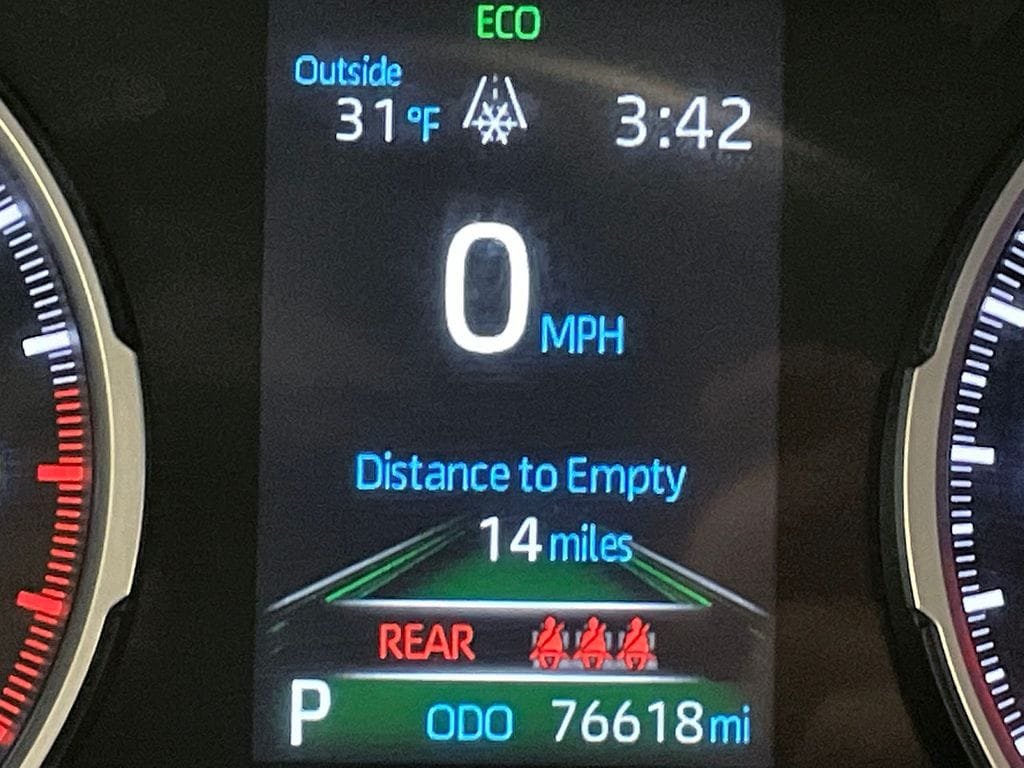 ECO
Outside
31 °F 3:42
0 MPH
Distance to Empty
14 miles
REAR
P ODO 76618 mi